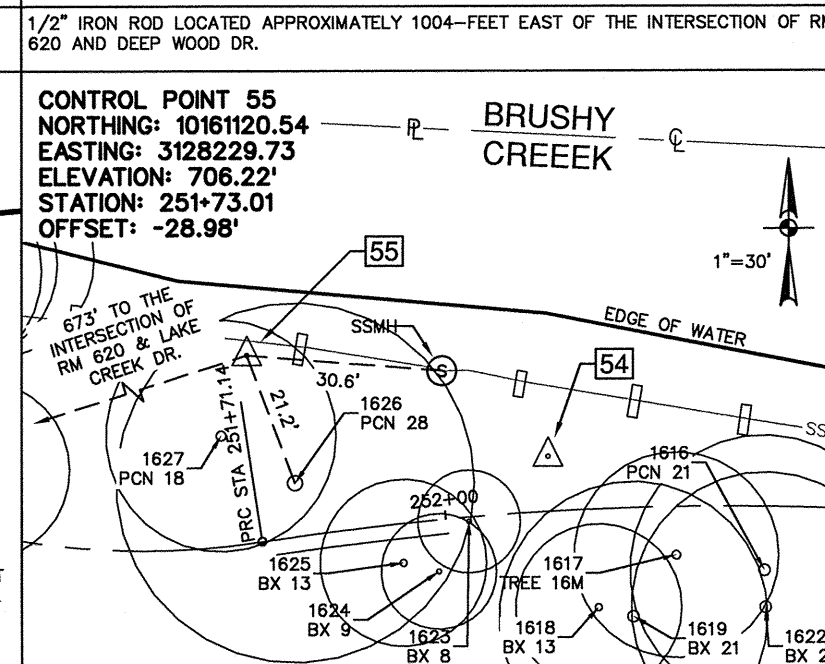 1/2" IRON ROD LOCATED APPROXIMATELY 1004-FEET EAST OF THE INTERSECTION OF RM
620 AND DEEP WOOD DR.
CONTROL POINT 55
NORTHING: 10161120.54
EASTING: 3128229.73
ELEVATION: 706.22'
STATION: 251+73.01
OFFSET: -28.98'
PL
BRUSHY
CREEEK
CL
1"=30'
55
673' TO THE
INTERSECTION OF
RM 620 & LAKE
CREEK DR.
SSMH
S
EDGE OF WATER
54
30.6'
21.2'
PRC STA 251+71.14
1626
PCN 28
1627
PCN 18
SS
1616
PCN 21
252+00
1625
BX 13
1624
BX 9
1623
BX 8
1617
TREE 16M
1618
BX 13
1619
BX 21
1622
BX 2